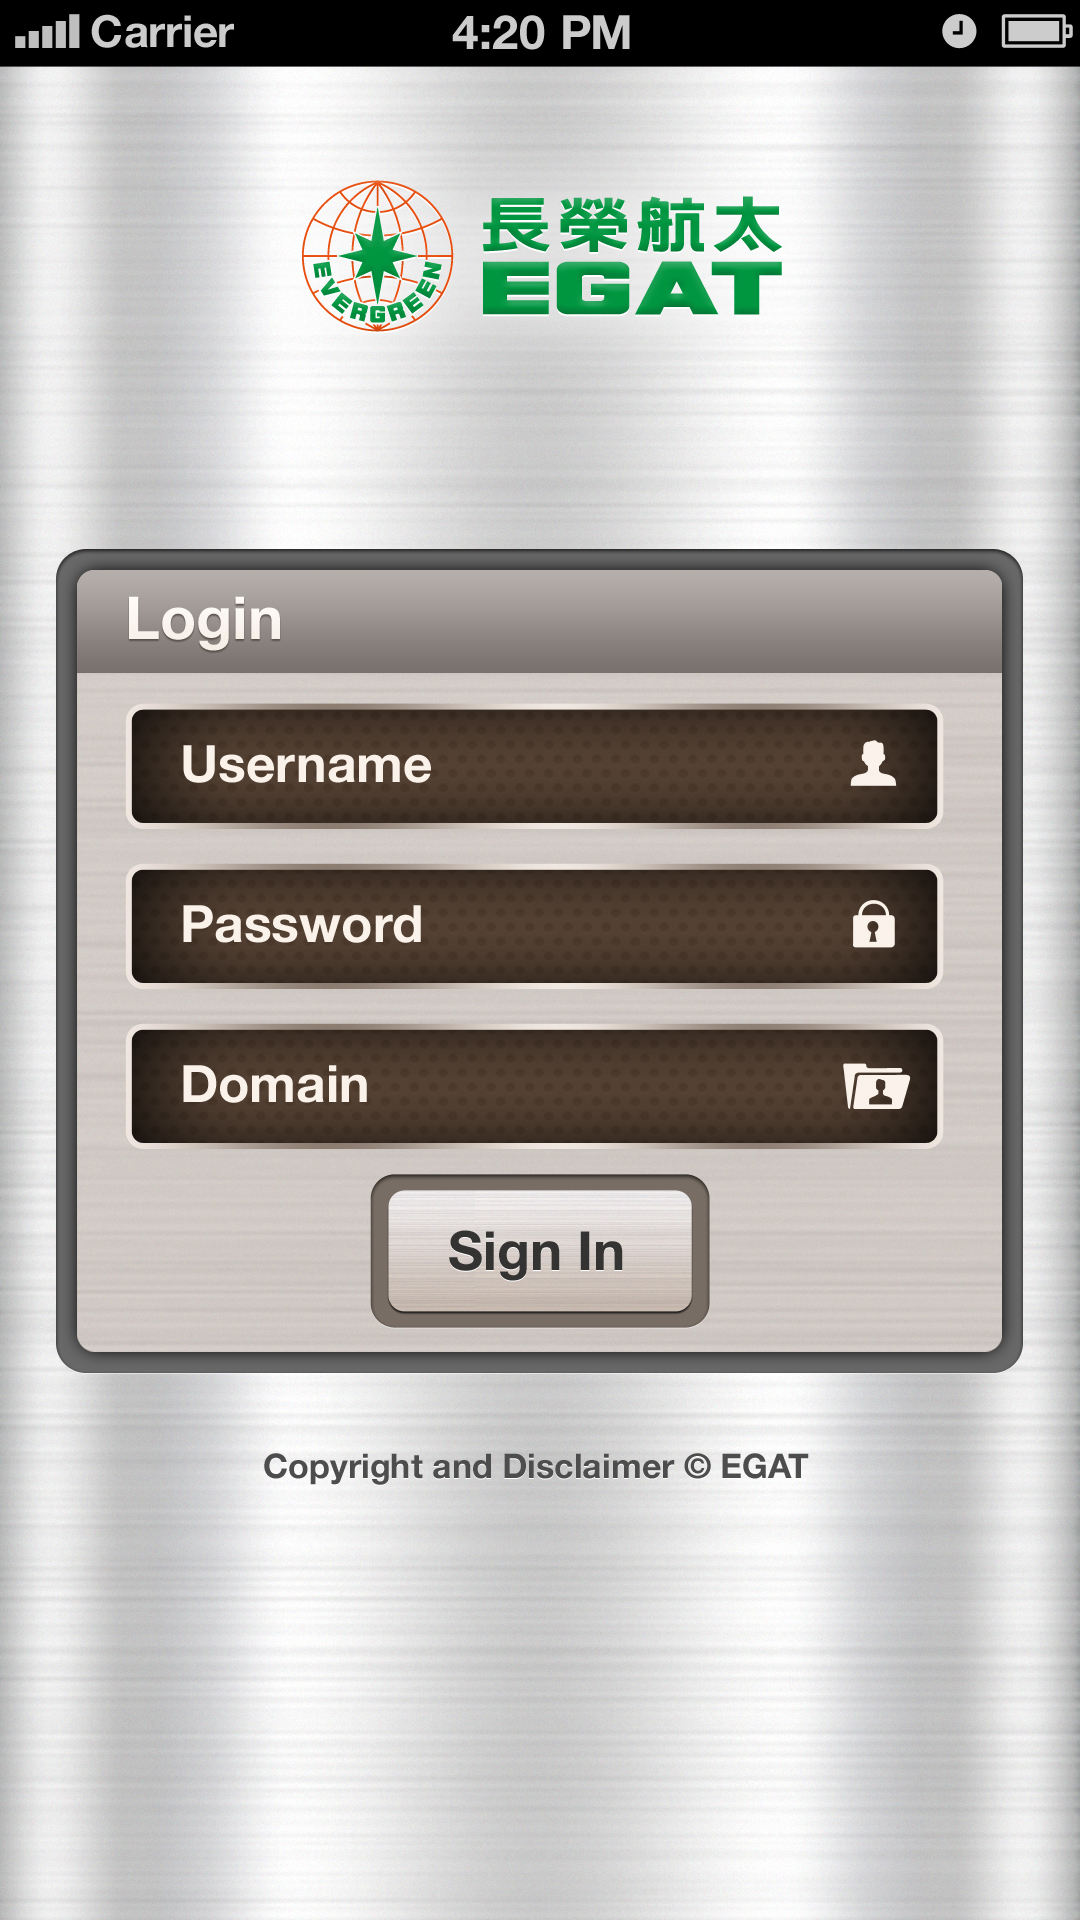 Carrier 4:20 PM
長榮航太
EVERGREEN EGAT
Login
Username
Password
Domain
Sign In
Copyright and Disclaimer © EGAT